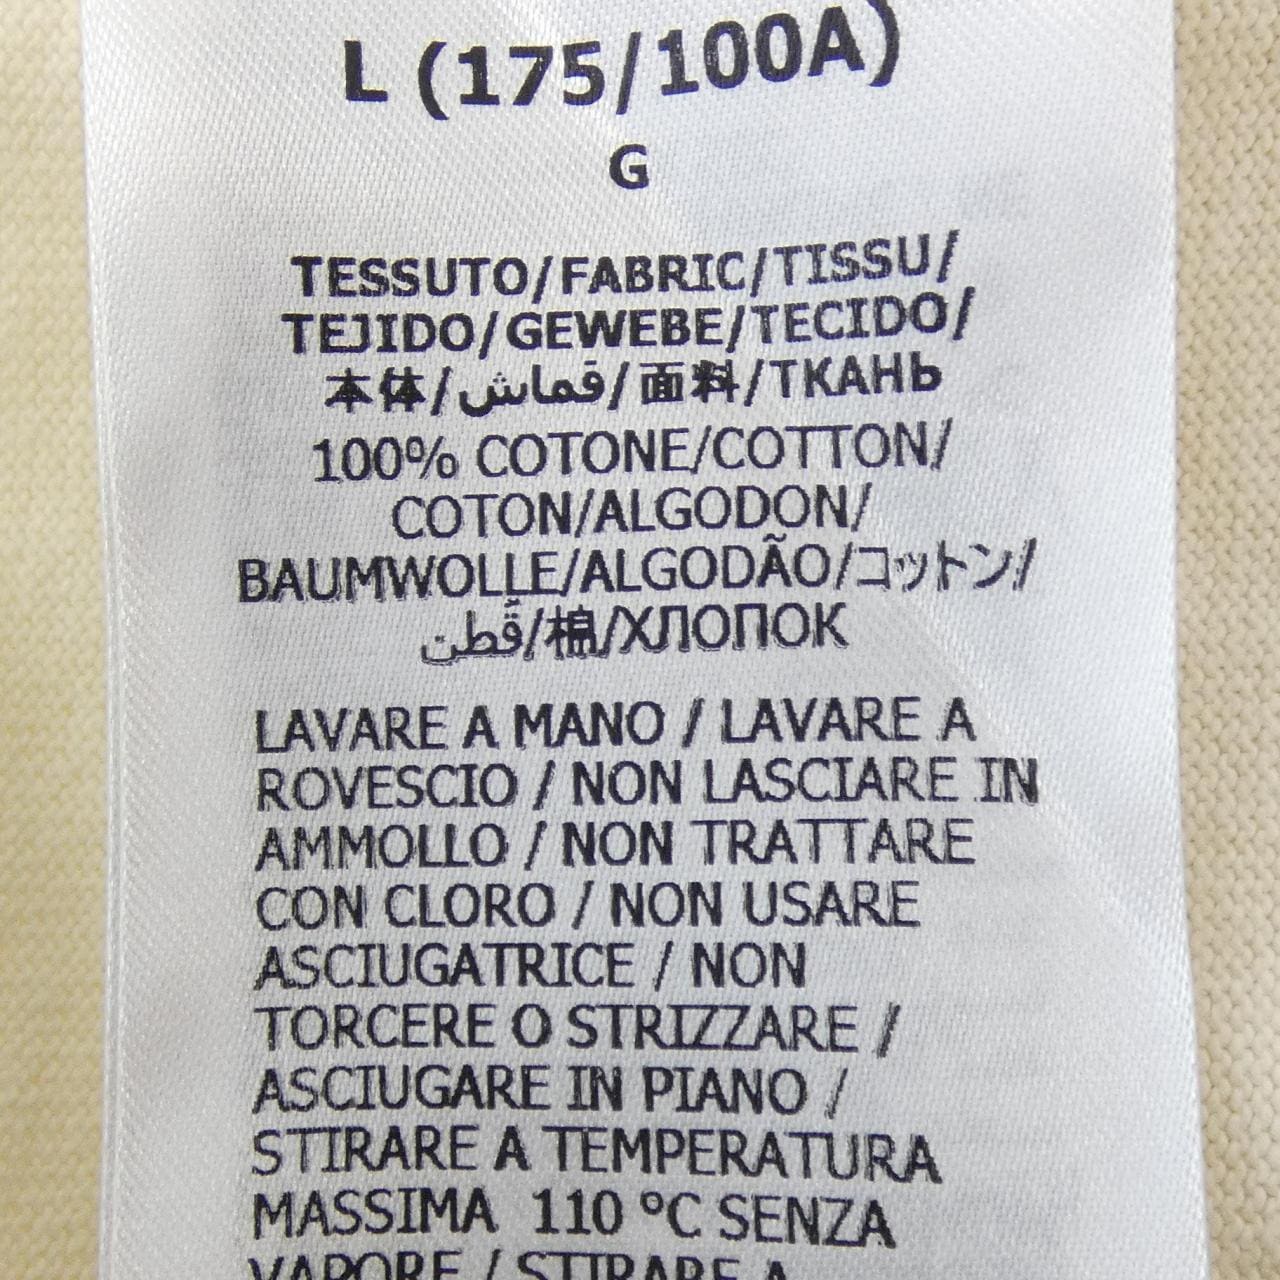 L (175/100A)
G
TESSUTO/FABRIC/TISSU/
TEJIDO/GEWEBE/TECIDO/
本体/قماش/面料/ТКАНЬ
100% COTONE/COTTON/
COTON/ALGODON/
BAUMWOLLE/ALGODÃO/コットン/
قطن/棉/ХЛОПОК
LAVARE A MANO / LAVARE A
ROVESCIO / NON LASCIARE IN
AMMOLLO / NON TRATTARE
CON CLORO / NON USARE
ASCIUGATRICE / NON
TORCERE O STRIZZARE /
ASCIUGARE IN PIANO /
STIRARE A TEMPERATURA
MASSIMA 110 °C SENZA
VAPORE / STIRARE A